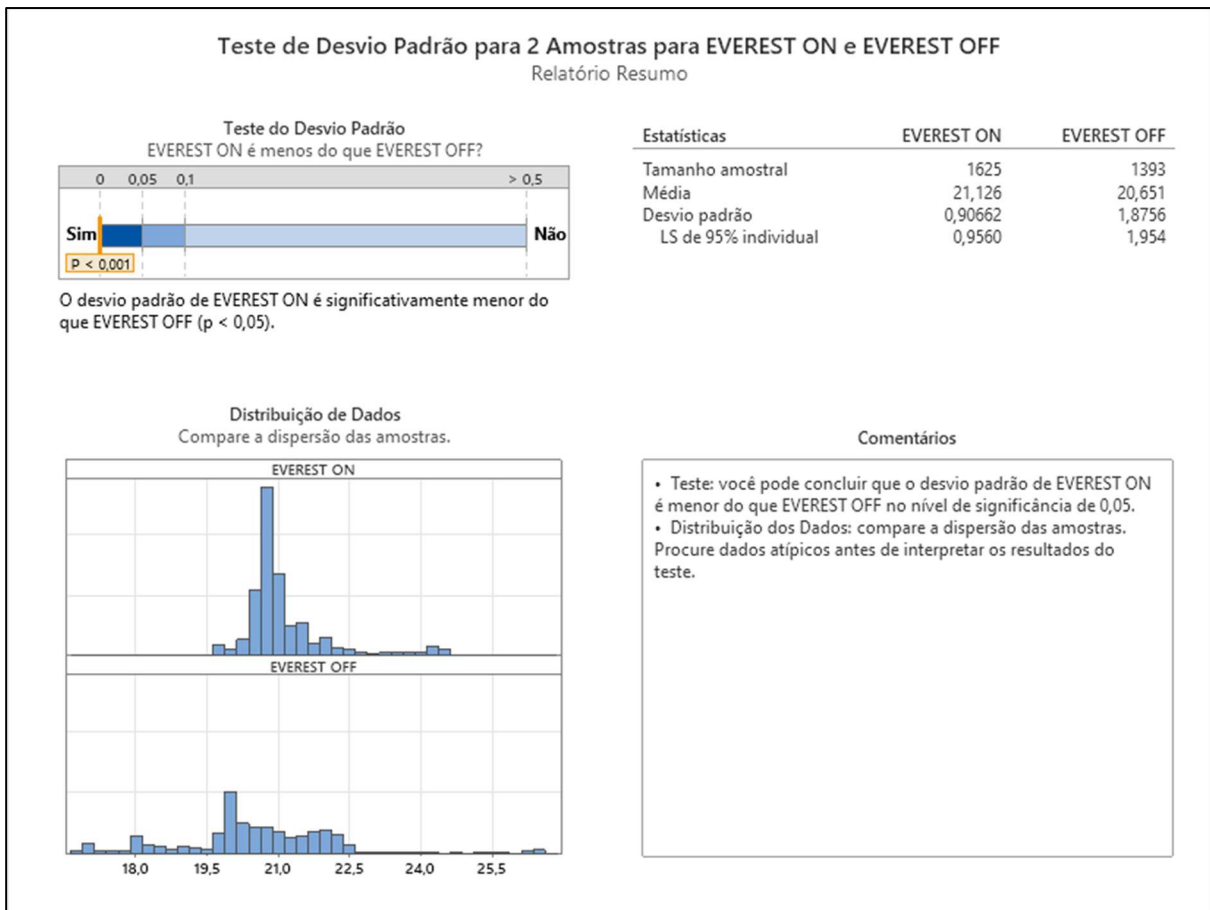 Teste de Desvio Padrão para 2 Amostras para EVEREST ON e EVEREST OFF
Relatório Resumo
Teste do Desvio Padrão
EVEREST ON é menos do que EVEREST OFF?
0 0,05 0,1 > 0,5
Sim Não
P < 0,001
O desvio padrão de EVEREST ON é significativamente menor do
que EVEREST OFF (p < 0,05).
Estatísticas EVEREST ON EVEREST OFF
Tamanho amostral 1625 1393
Média 21,126 20,651
Desvio padrão 0,90662 1,8756
LS de 95% individual 0,9560 1,954
Distribuição de Dados
Compare a dispersão das amostras.
EVEREST ON
EVEREST OFF
18,0 19,5 21,0 22,5 24,0 25,5
Comentários
• Teste: você pode concluir que o desvio padrão de EVEREST ON
é menor do que EVEREST OFF no nível de significância de 0,05.
• Distribuição dos Dados: compare a dispersão das amostras.
Procure dados atípicos antes de interpretar os resultados do
teste.